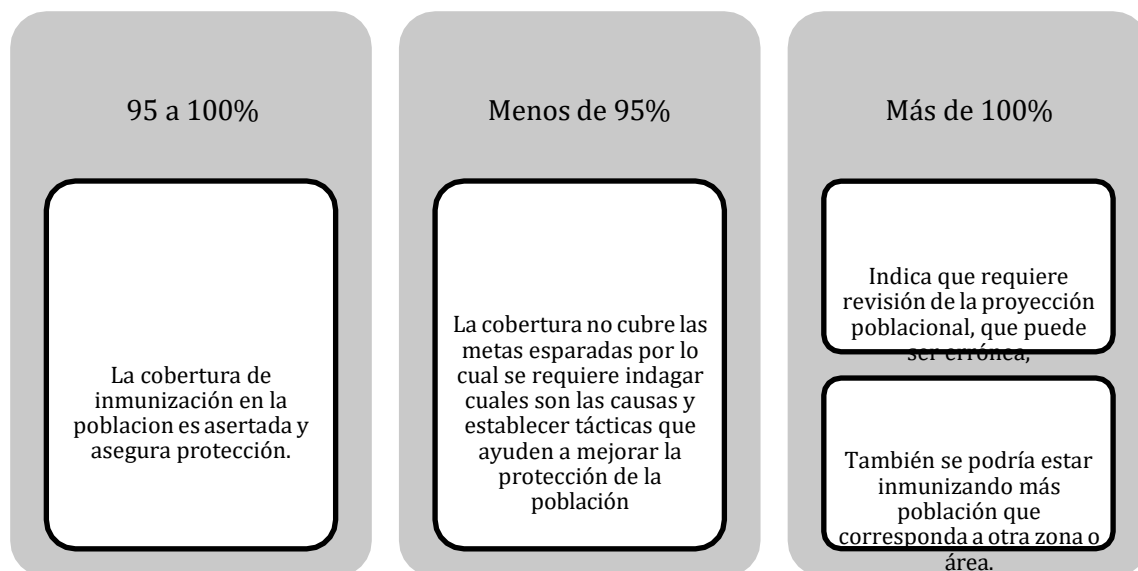 95 a 100%
La cobertura de
inmunización en la
poblacion es asertada y
asegura protección.
Menos de 95%
La cobertura no cubre las
metas esparadas por lo
cual se requiere indagar
cuales son las causas y
establecer tácticas que
ayuden a mejorar la
protección de la
población
Más de 100%
Indica que requiere
revisión de la proyección
poblacional, que puede
ser errónea,
También se podría estar
inmunizando más
población que
corresponda a otra zona o
área.